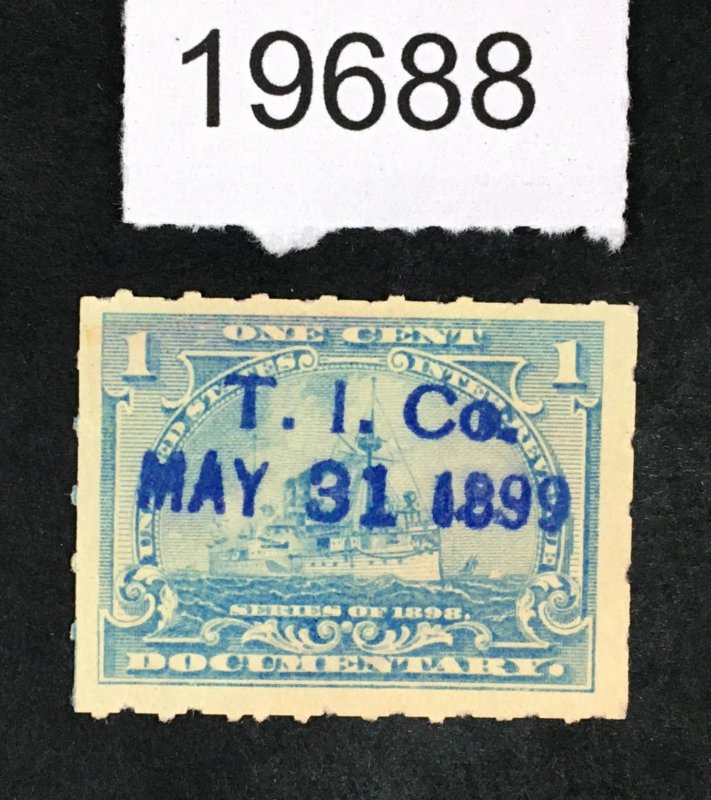 19688
1 ONE CENT 1
UNITED STATES INTERNAL REVENUE
T. I. Co.
MAY 31 1899
SERIES OF 1898.
DOCUMENTARY.